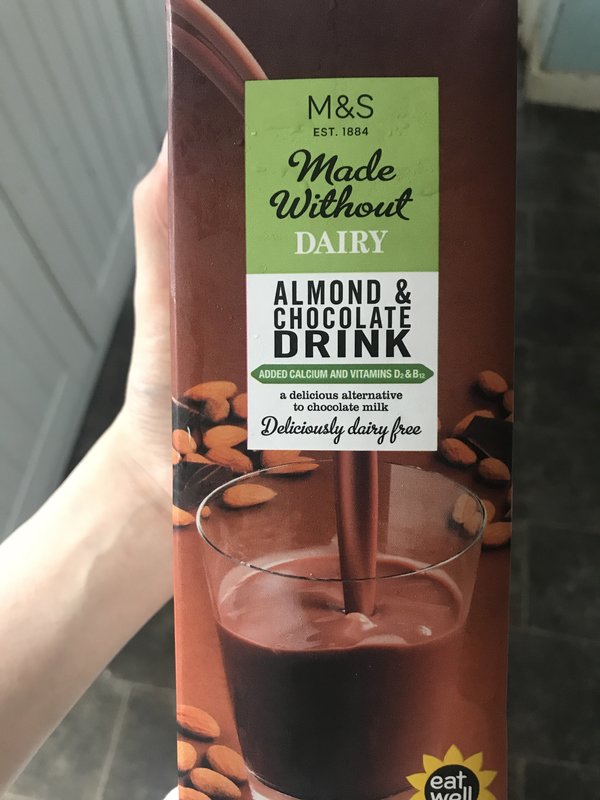 M&S
EST. 1884
Made
Without
DAIRY
ALMOND &
CHOCOLATE
DRINK
ADDED CALCIUM AND VITAMINS D2 & B12
a delicious alternative
to chocolate milk
Deliciously dairy free
eat
well